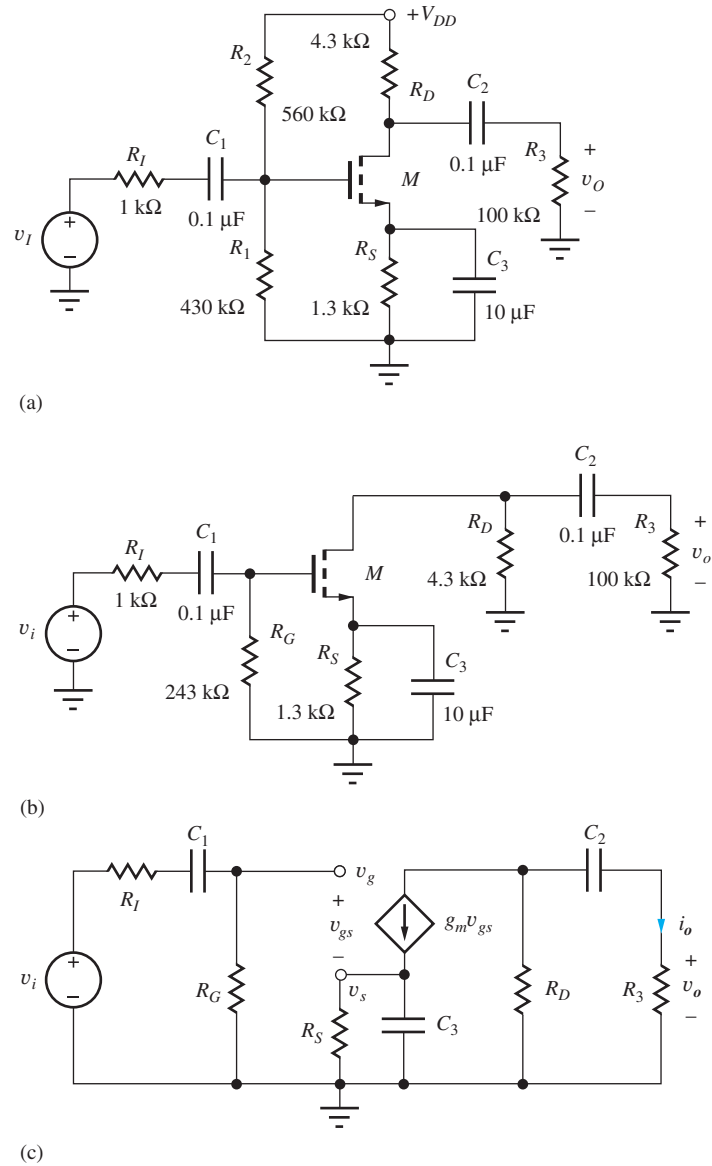 +V_DD
4.3 kΩ
R_2
R_D
C_2
560 kΩ
C_1
R_I
M
0.1 µF
R_3
+
v_O
−
1 kΩ
0.1 µF
100 kΩ
+
v_I
−
R_1
R_S
C_3
430 kΩ
1.3 kΩ
10 µF
(a)
C_2
C_1
R_D
0.1 µF
R_3
+
v_o
−
R_I
M
4.3 kΩ
100 kΩ
1 kΩ
0.1 µF
+
v_i
−
R_G
R_S
C_3
243 kΩ
1.3 kΩ
10 µF
(b)
C_1
C_2
R_I
v_g
+
v_gs
−
g_m v_gs
i_o
+
v_i
−
v_s
R_G
R_S
C_3
R_D
R_3
+
v_o
−
(c)